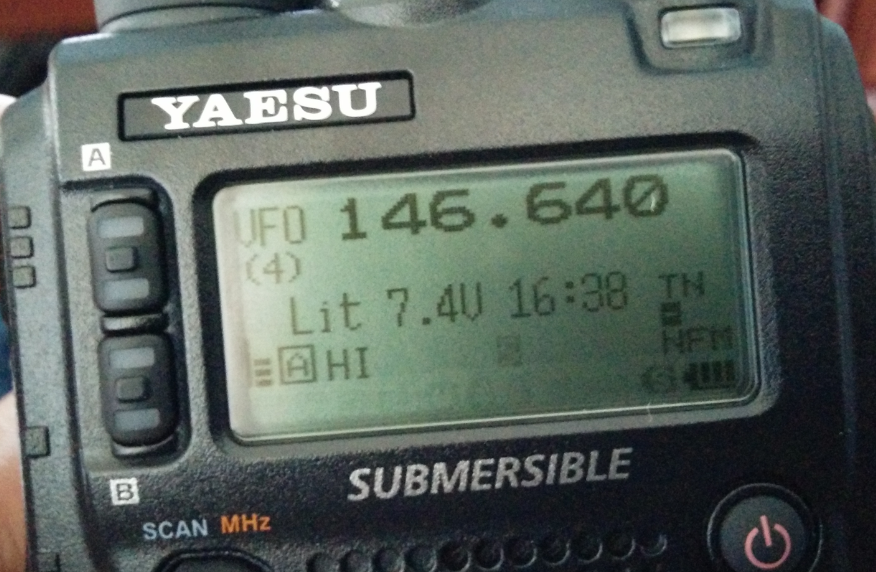 YAESU
A
VFO 146.640
(4)
Lit 7.4V 16:38 TN
A HI NFM
SUBMERSIBLE
B
SCAN MHz